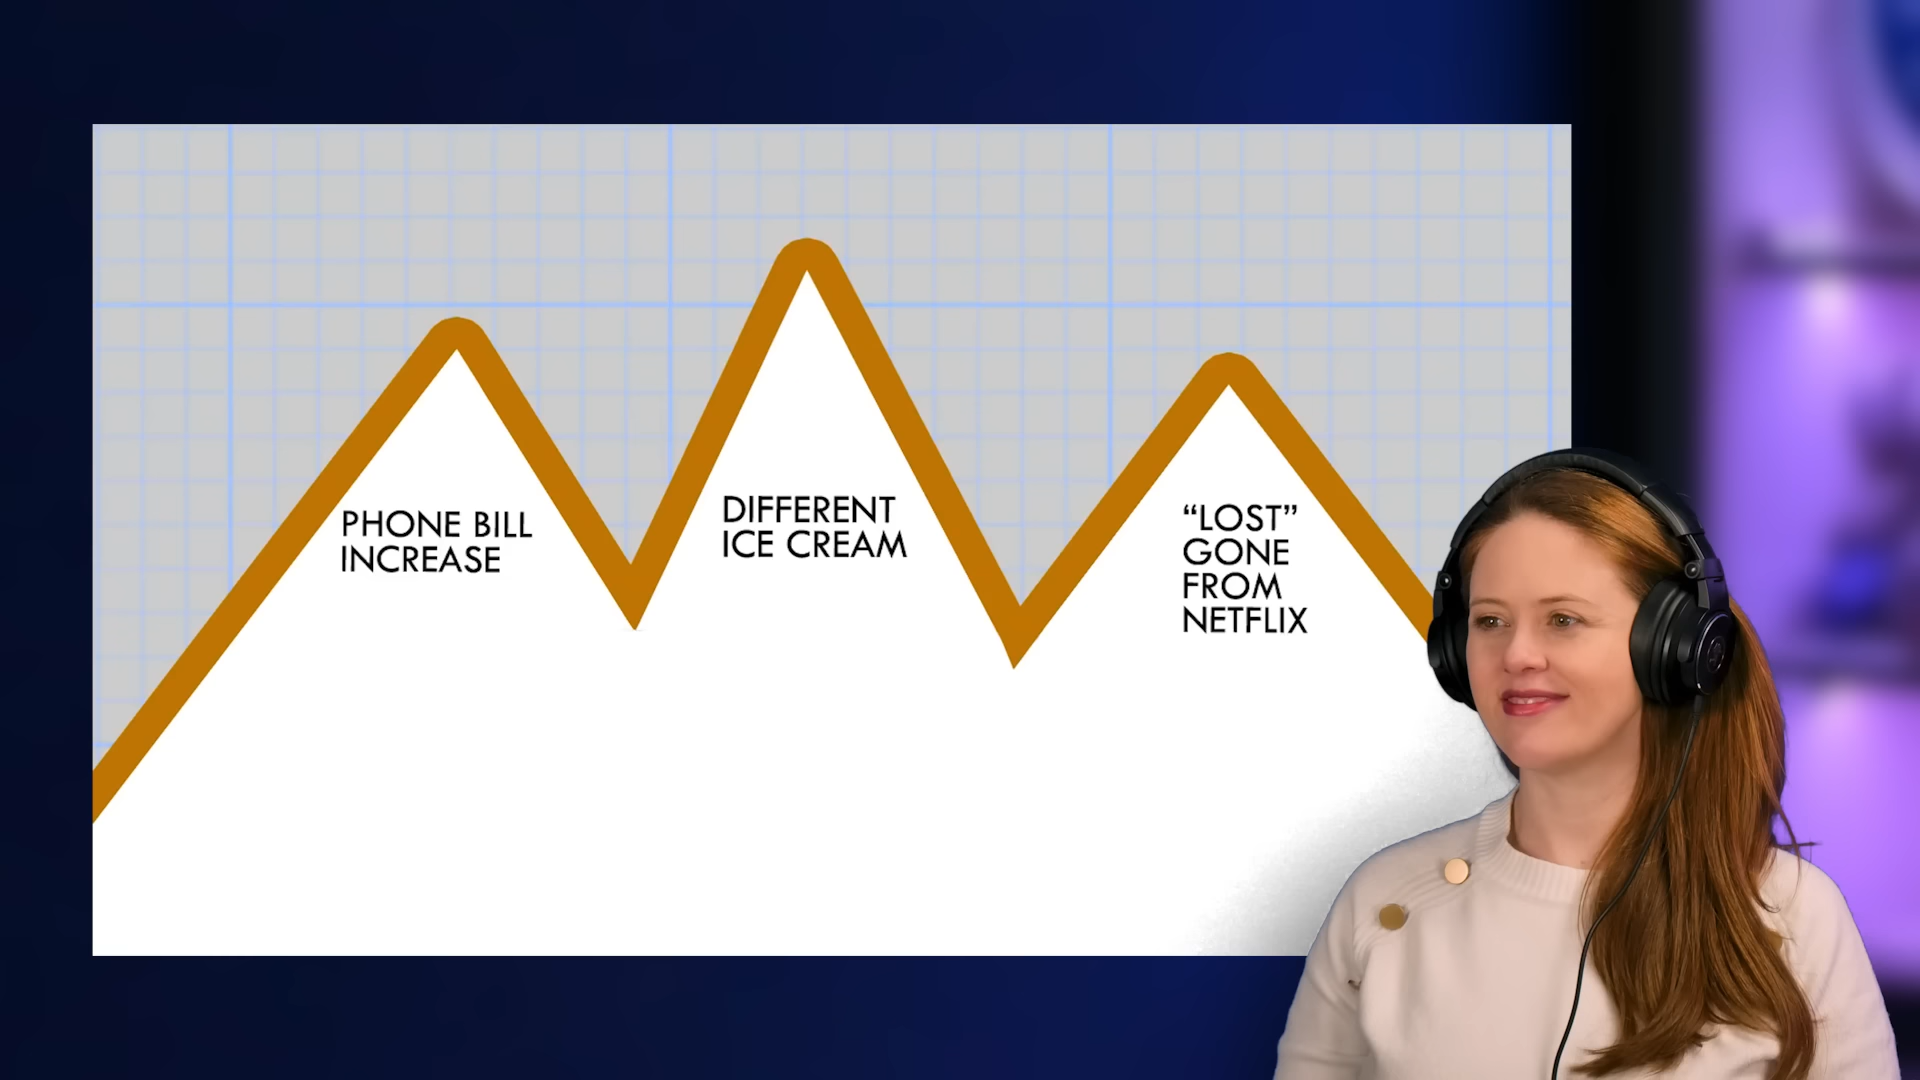 PHONE BILL
INCREASE
DIFFERENT
ICE CREAM
“LOST”
GONE
FROM
NETFLIX